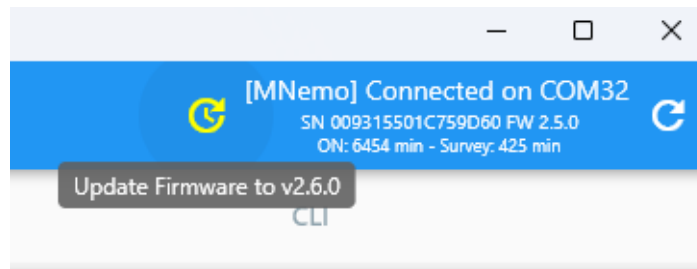 [MNemo] Connected on COM32
SN 009315501C759D60 FW 2.5.0
ON: 6454 min - Survey: 425 min
Update Firmware to v2.6.0
CLI